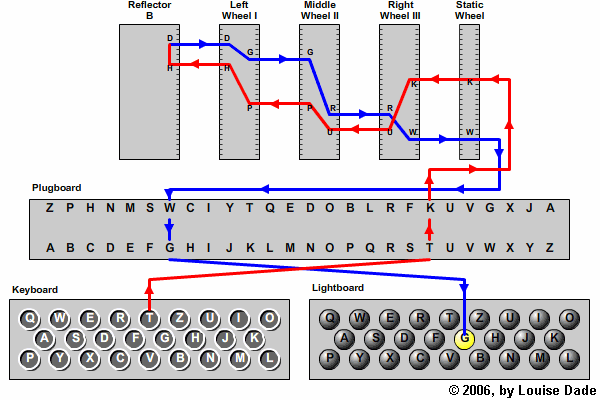 Reflector B
Left Wheel I
Middle Wheel II
Right Wheel III
Static Wheel
D D
G G
H H
K K
P P R R
U U W W
Plugboard
Z P H N M S W C I Y T Q E D O B L R F K U V G X J A
A B C D E F G H I J K L M N O P Q R S T U V W X Y Z
Keyboard
Q W E R T Z U I O
A S D F G H J K
P Y X C V B N M L
Lightboard
Q W E R T Z U I O
A S D F G H J K
P Y X C V B N M L
© 2006, by Louise Dade